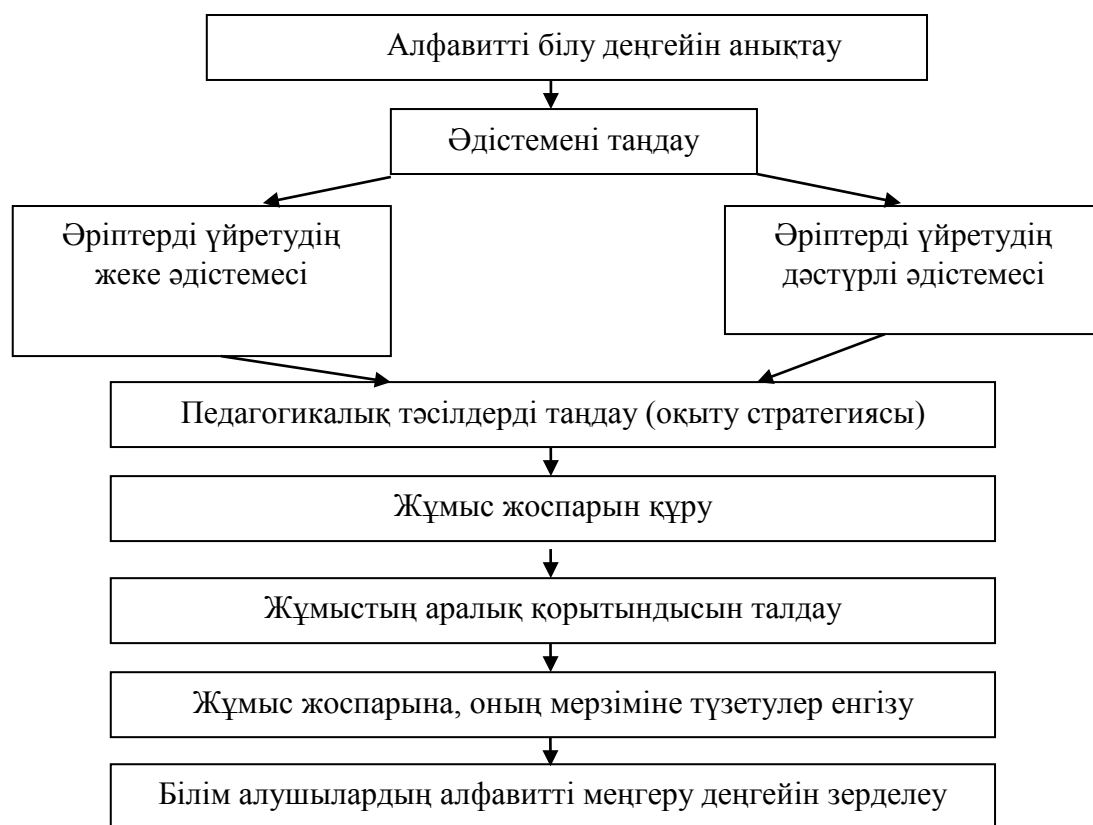 Алфавитті білу деңгейін анықтау
Әдістемені таңдау
Әріптерді үйретудің
жеке әдістемесі
Әріптерді үйретудің
дәстүрлі әдістемесі
Педагогикалық тәсілдерді таңдау (оқыту стратегиясы)
Жұмыс жоспарын құру
Жұмыстың аралық қорытындысын талдау
Жұмыс жоспарына, оның мерзіміне түзетулер енгізу
Білім алушылардың алфавитті меңгеру деңгейін зерделеу